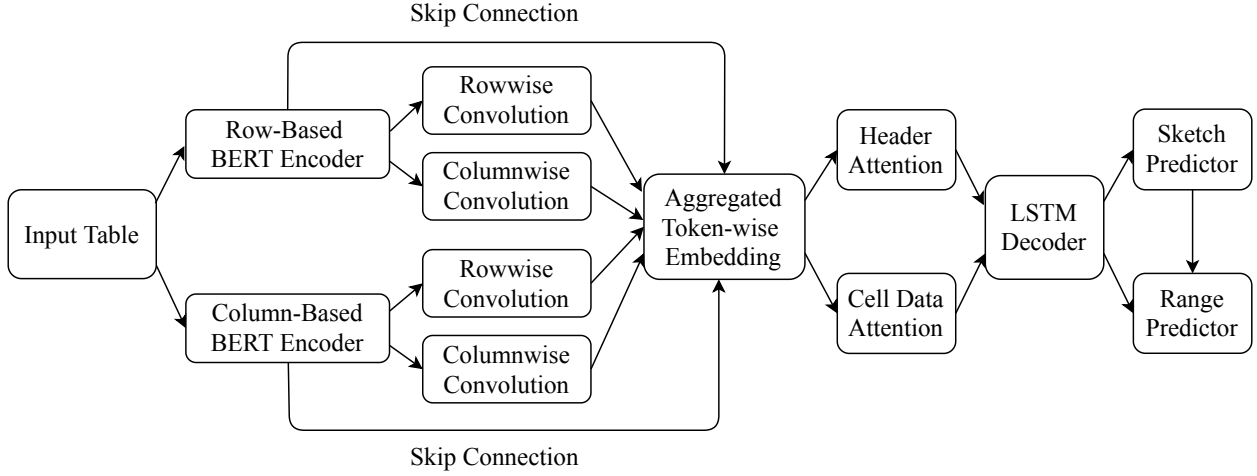 Skip Connection
Input Table
Row-Based
BERT Encoder
Column-Based
BERT Encoder
Rowwise
Convolution
Columnwise
Convolution
Rowwise
Convolution
Columnwise
Convolution
Aggregated
Token-wise
Embedding
Header
Attention
Cell Data
Attention
LSTM
Decoder
Sketch
Predictor
Range
Predictor
Skip Connection